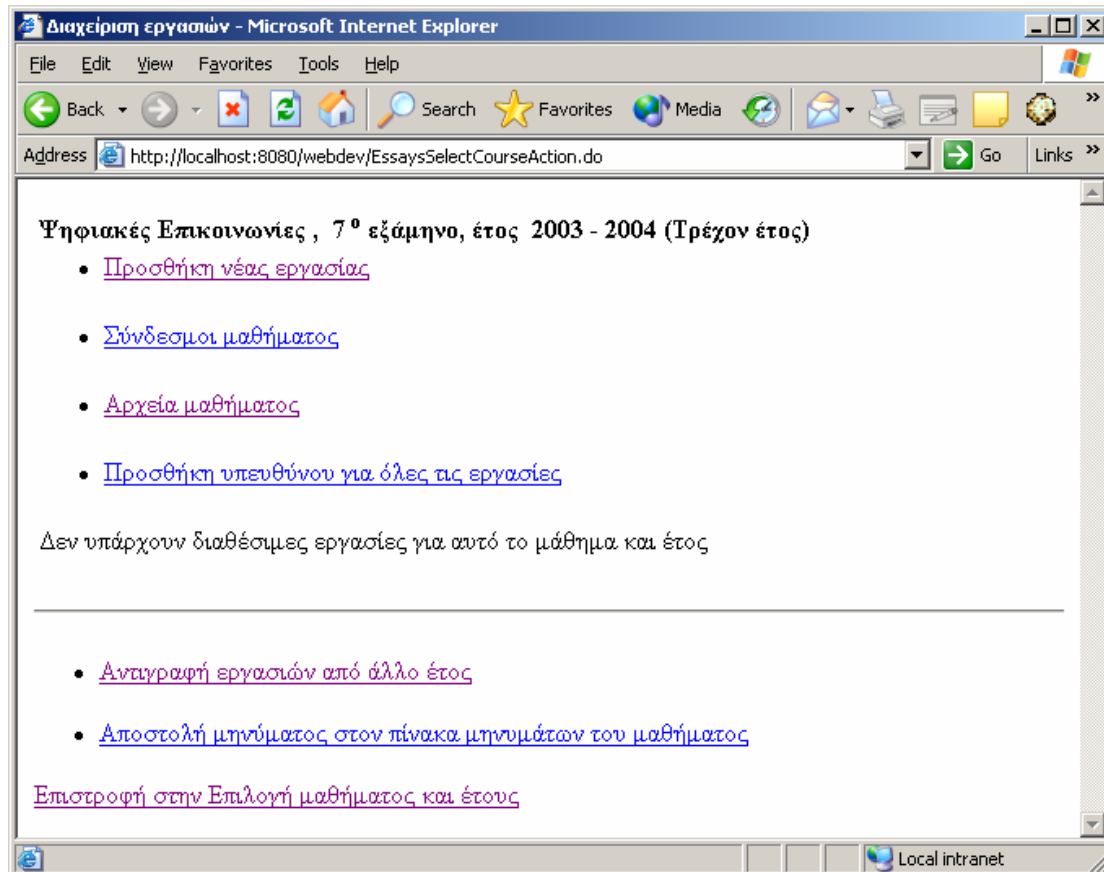 Διαχείριση εργασιών - Microsoft Internet Explorer
File Edit View Favorites Tools Help
Back Search Favorites Media »
Address http://localhost:8080/webdev/EssaysSelectCourseAction.do Go Links »
Ψηφιακές Επικοινωνίες , 7 ο εξάμηνο, έτος 2003 - 2004 (Τρέχον έτος)
• Προσθήκη νέας εργασίας
• Σύνδεσμοι μαθήματος
• Αρχεία μαθήματος
• Προσθήκη υπευθύνου για όλες τις εργασίες
Δεν υπάρχουν διαθέσιμες εργασίες για αυτό το μάθημα και έτος
• Αντιγραφή εργασιών από άλλο έτος
• Αποστολή μηνύματος στον πίνακα μηνυμάτων του μαθήματος
Επιστροφή στην Επιλογή μαθήματος και έτους
Local intranet